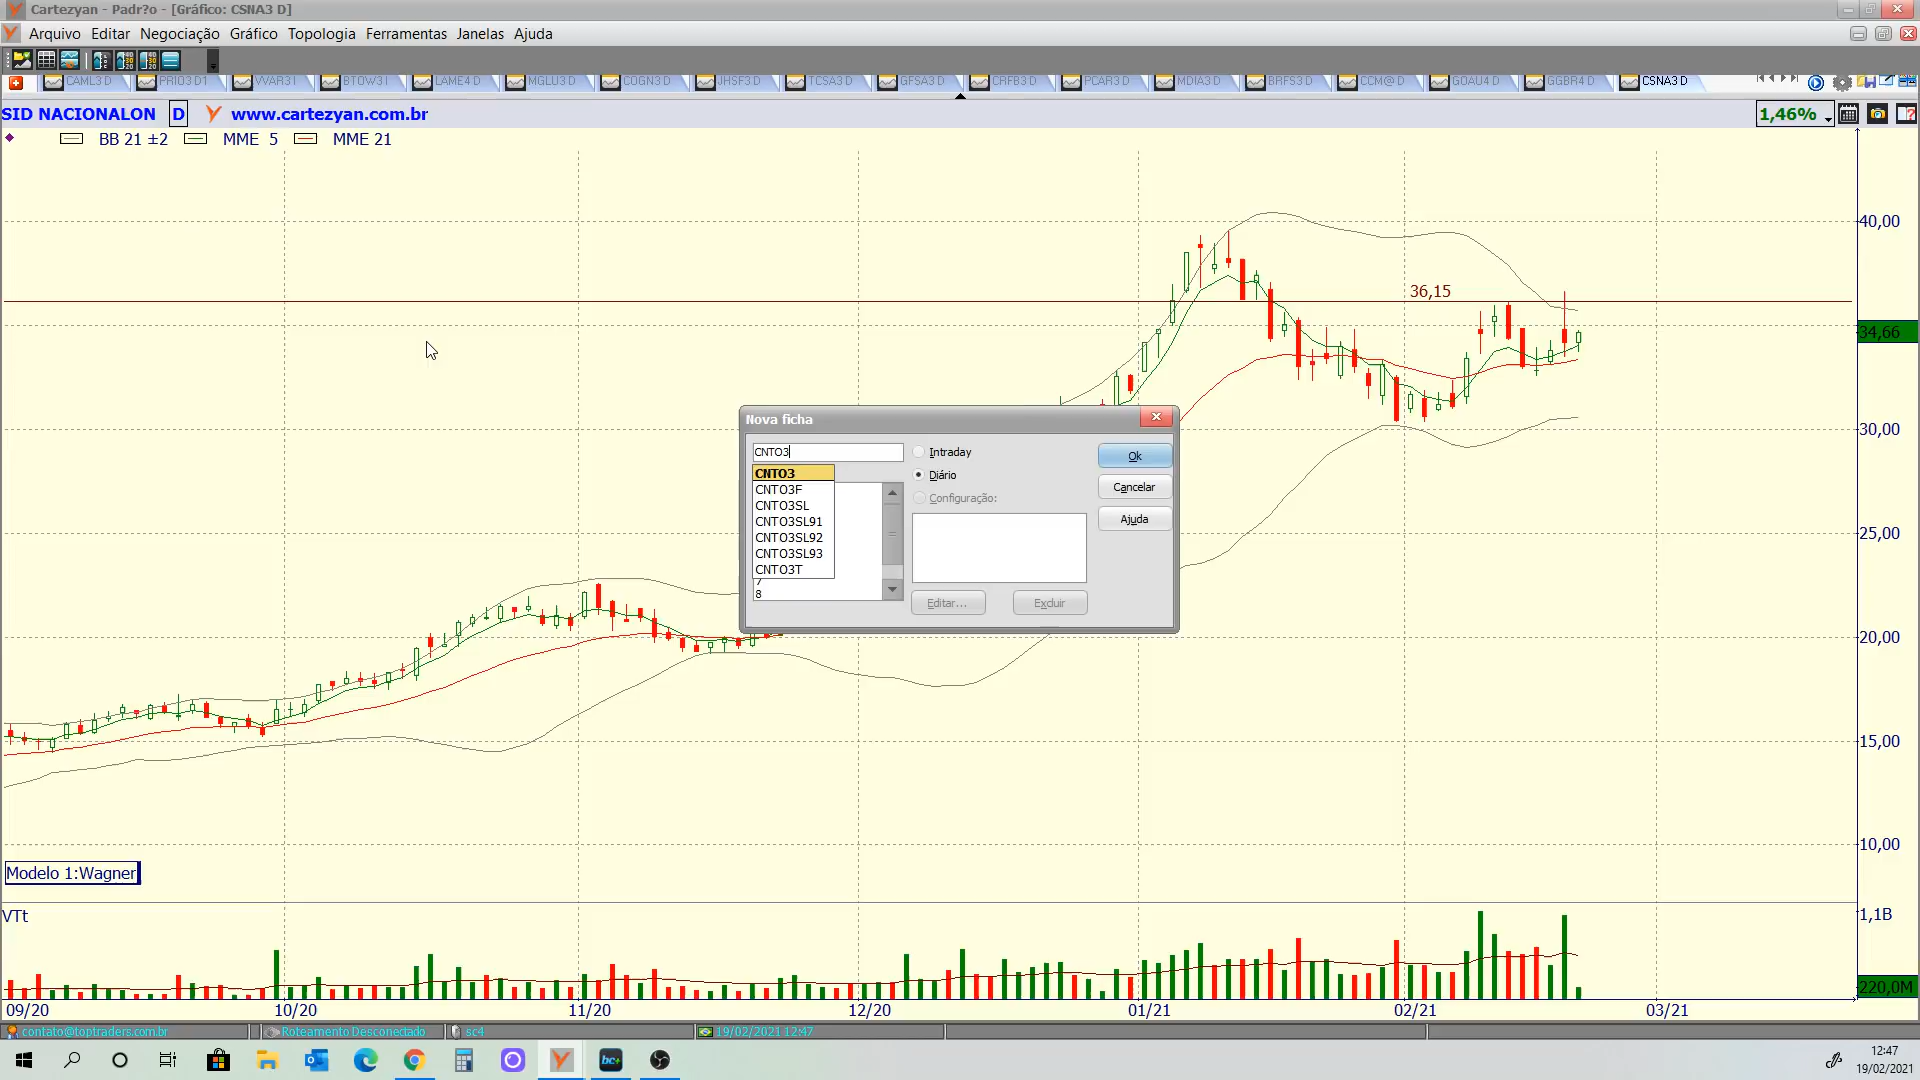 Cartezyan - Padr?o - [Gráfico: CSNA3 D]
Arquivo Editar Negociação Gráfico Topologia Ferramentas Janelas Ajuda
CAML3 D PRIO3 D1 VVAR3 I BTOW3 I LAME4 D MGLU3 D COGN3 D JHSF3 D TCSA3 D GFSA3 D CRFB3 D PCAR3 D MDIA3 D BRFS3 D CCM@ D GOAU4 D GGBR4 D CSNA3 D
SID NACIONALON D www.cartezyan.com.br 1,46%
BB 21 ±2 MME 5 MME 21
40,00
36,15
34,66
30,00
25,00
20,00
15,00
10,00
Nova ficha
CNTO3
Intraday
Ok
CNTO3
Diário
CNTO3F
Cancelar
Configuração:
CNTO3SL
CNTO3SL91
Ajuda
CNTO3SL92
CNTO3SL93
CNTO3T
7
8
Editar...
Excluir
Modelo 1:Wagner
VTt
1,1B
220,0M
09/20 10/20 11/20 12/20 01/21 02/21 03/21
contato@toptraders.com.br Roteamento Desconectado sc4 19/02/2021 12:47
bc+
12:47
19/02/2021